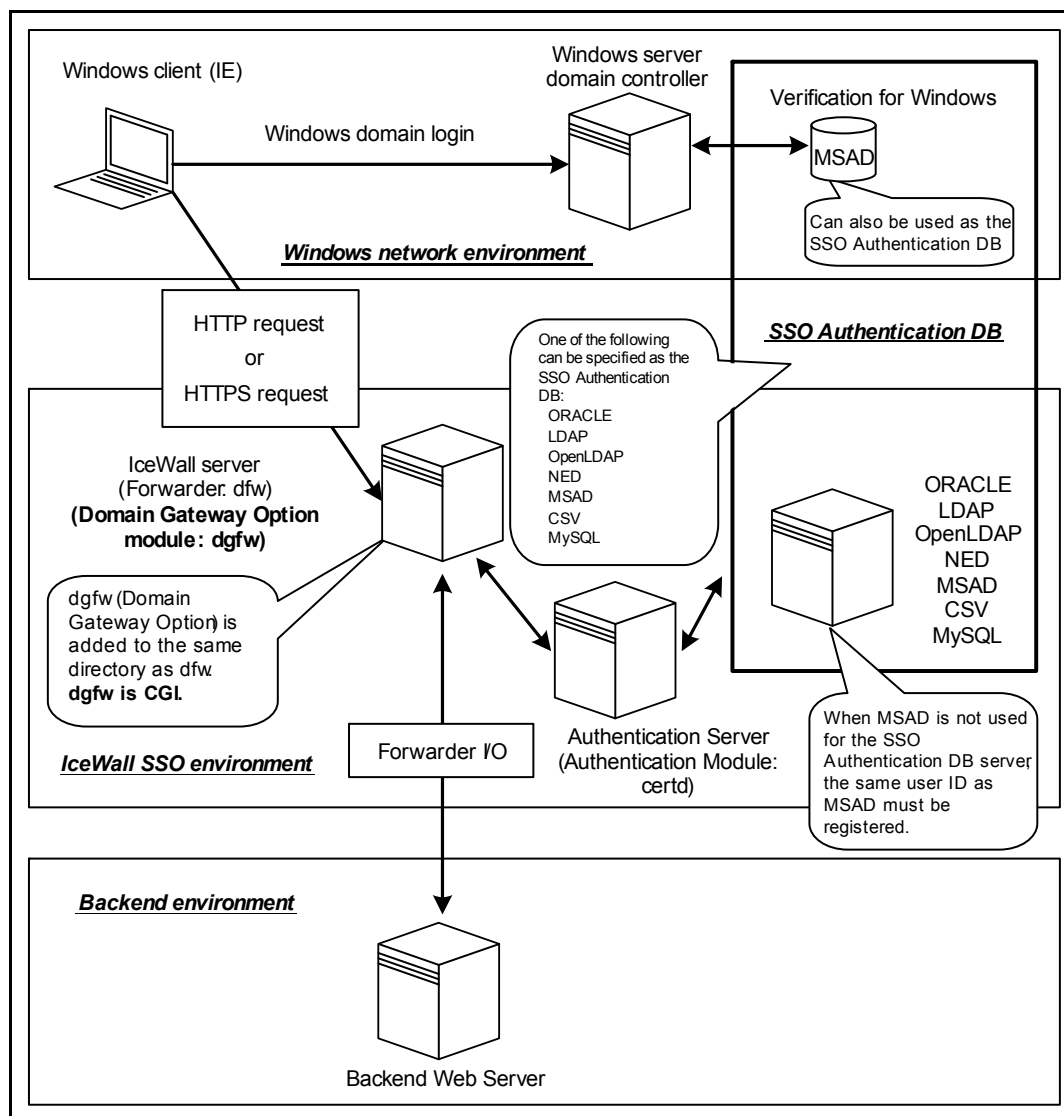 Windows client (IE)
Windows server
domain controller
Windows domain login
Verification for Windows
MSAD
Can also be used as the
SSO Authentication DB
Windows network environment
HTTP request
or
HTTPS request
SSO Authentication DB
One of the following
can be specified as the
SSO Authentication
DB:
ORACLE
LDAP
OpenLDAP
NED
MSAD
CSV
MySQL
IceWall server
(Forwarder: dfw)
(Domain Gateway Option
module: dgfw)
ORACLE
LDAP
OpenLDAP
NED
MSAD
CSV
MySQL
dgfw (Domain
Gateway Option) is
added to the same
directory as dfw.
dgfw is CGI.
IceWall SSO environment
Forwarder I/O
Authentication Server
(Authentication Module:
certd)
When MSAD is not used
for the SSO
Authentication DB server,
the same user ID as
MSAD must be
registered.
Backend environment
Backend Web Server